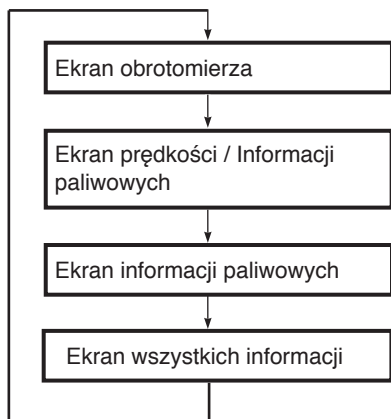 Ekran obrotomierza
Ekran prędkości / Informacji
paliwowych
Ekran informacji paliwowych
Ekran wszystkich informacji